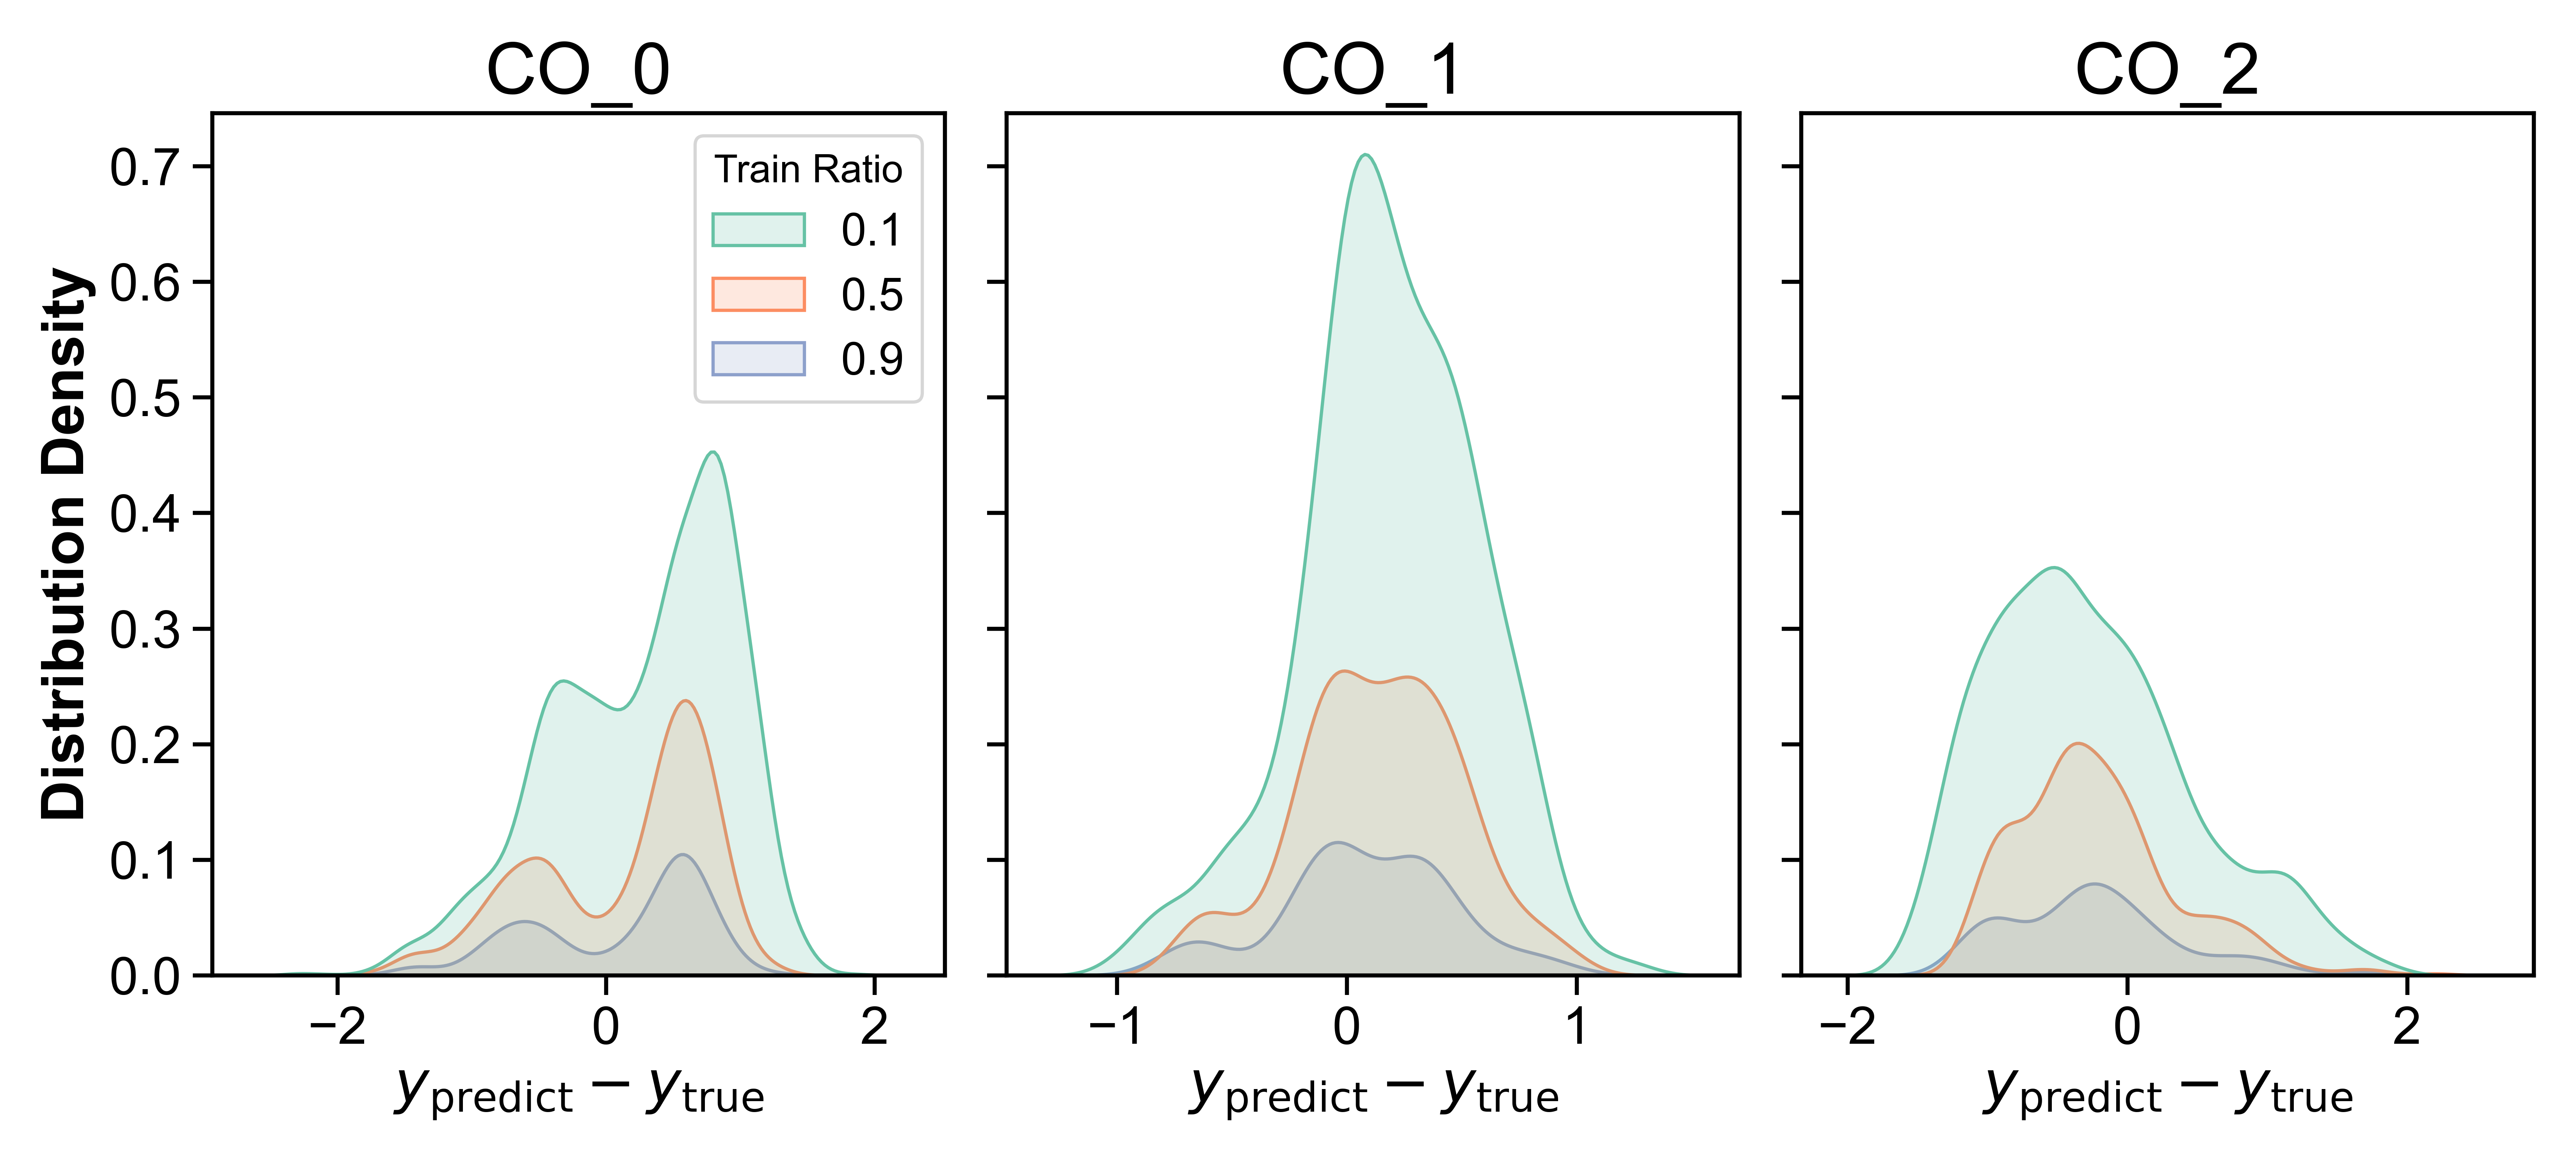 CO_0
CO_1
CO_2
Distribution Density
0.7
0.6
0.5
0.4
0.3
0.2
0.1
0.0
Train Ratio
0.1
0.5
0.9
−2 0 2
−1 0 1
−2 0 2
y_predict − y_true
y_predict − y_true
y_predict − y_true